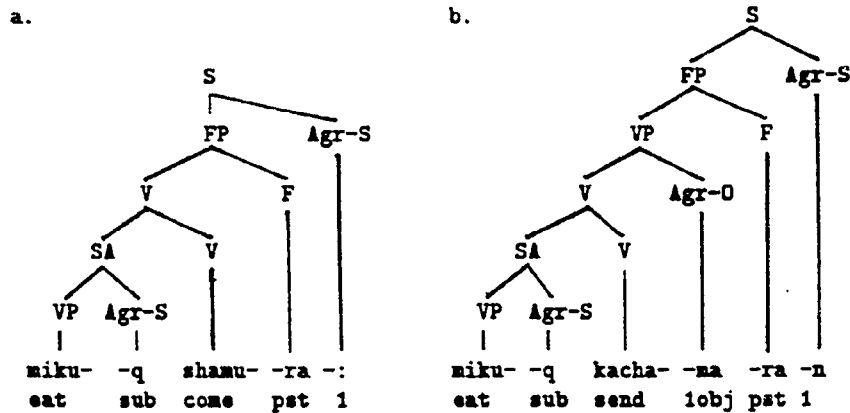 a. b.
S
S
FP Agr-S
FP Agr-S
VP F
V F
V Agr-O
SA V
SA V
VP Agr-S
VP Agr-S
miku- -q shamu- -ra -: miku- -q kacha- -ma -ra -n
eat sub come pst 1 eat sub send 1obj pst 1